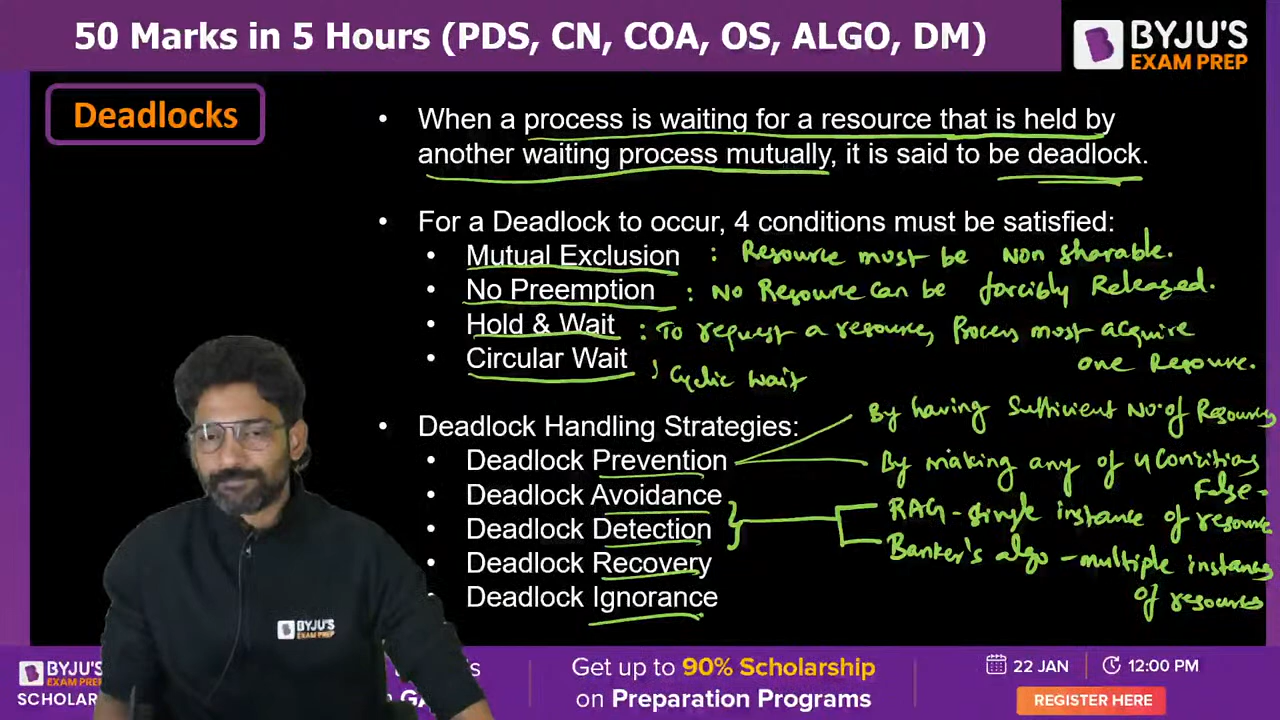 50 Marks in 5 Hours (PDS, CN, COA, OS, ALGO, DM)
BYJU'S
EXAM PREP
Deadlocks
• When a process is waiting for a resource that is held by
another waiting process mutually, it is said to be deadlock.
• For a Deadlock to occur, 4 conditions must be satisfied:
• Mutual Exclusion : Resource must be Non sharable.
• No Preemption : No Resource can be forcibly Released.
• Hold & Wait : To request a resource, Process must acquire
one Resource.
• Circular Wait ; Cyclic wait
• Deadlock Handling Strategies:
By having Sufficient No. of Resources
• Deadlock Prevention By making any of 4 Conditions
False.
• Deadlock Avoidance
RAG - single instance of resource
• Deadlock Detection
Banker's algo - multiple instances
of resources
• Deadlock Recovery
• Deadlock Ignorance
BYJU'S
EXAM PREP
BYJU'S
EXAM PREP
SCHOLAR
Get up to 90% Scholarship
on Preparation Programs
22 JAN
12:00 PM
REGISTER HERE